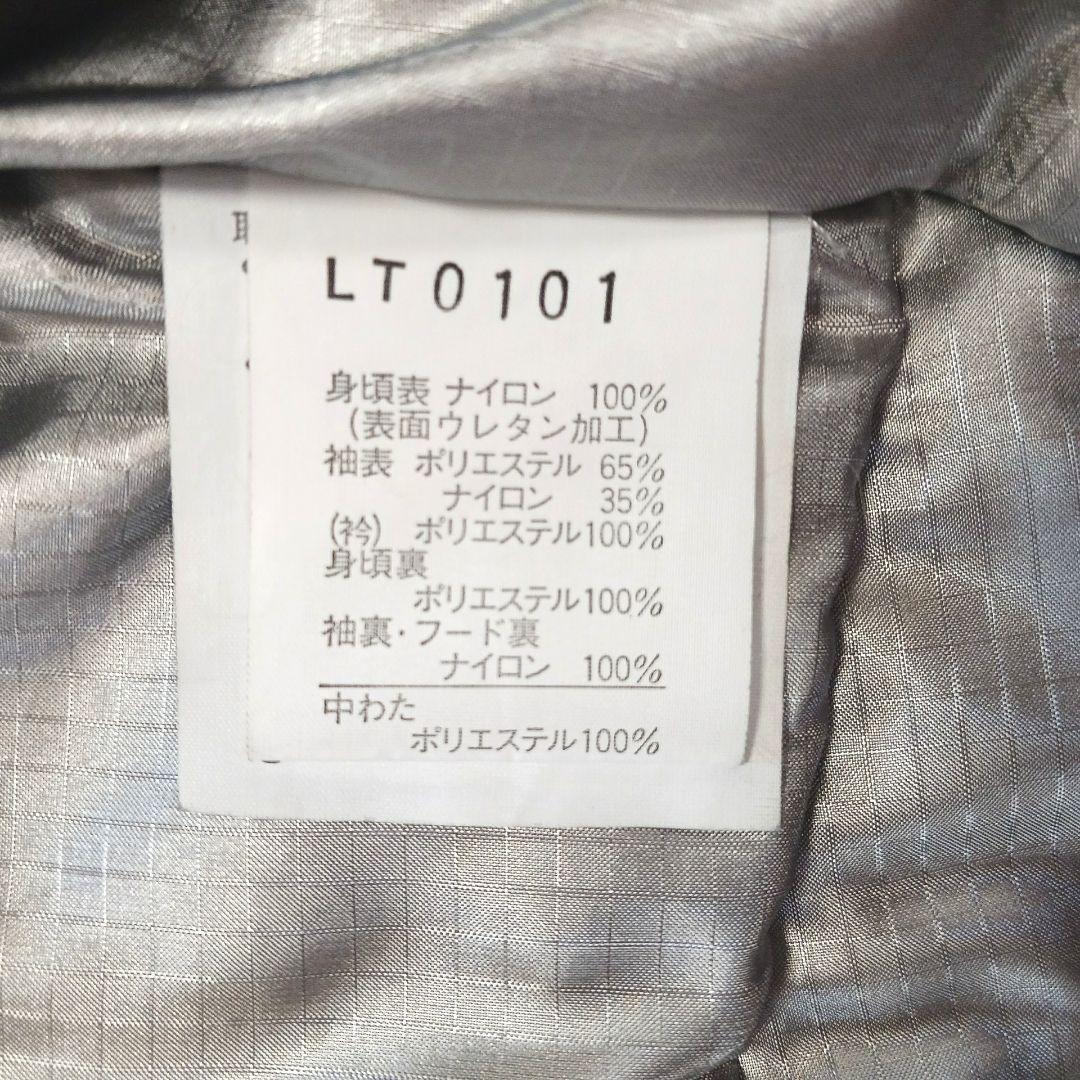 LT0101
身頃表 ナイロン 100%
(表面ウレタン加工)
袖表 ポリエステル 65%
ナイロン 35%
(衿) ポリエステル100%
身頃裏
ポリエステル100%
袖裏・フード裏
ナイロン 100%
中わた
ポリエステル100%